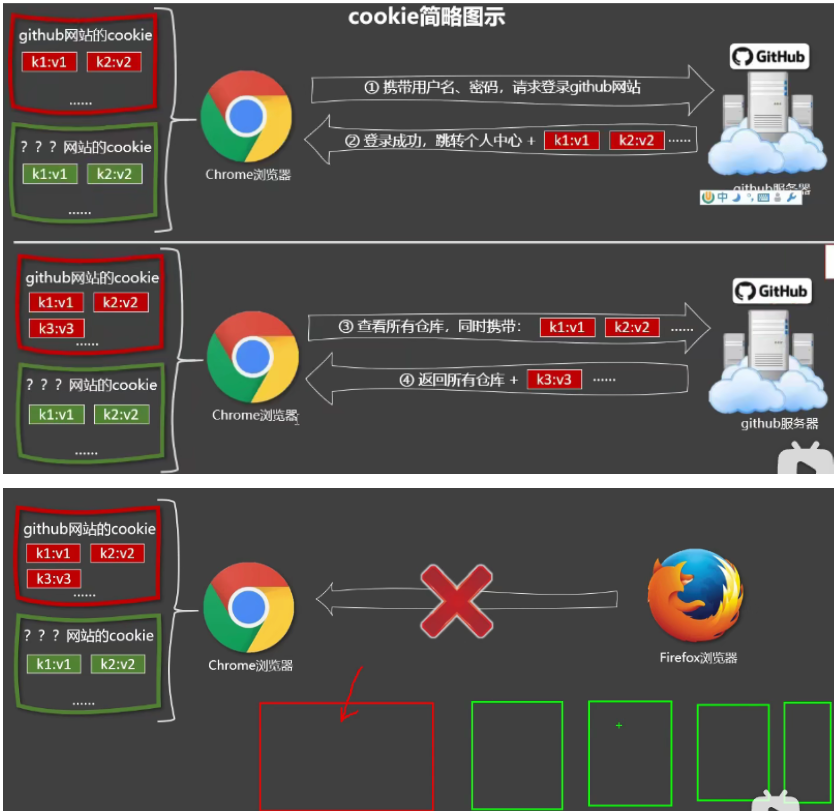 cookie简略图示
github网站的cookie
k1:v1 k2:v2
......
？？？网站的cookie
k1:v1 k2:v2
......
Chrome浏览器
① 携带用户名、密码，请求登录github网站
② 登录成功，跳转个人中心 + k1:v1 k2:v2 ......
GitHub
github服务器
中
github网站的cookie
k1:v1 k2:v2
k3:v3
......
？？？网站的cookie
k1:v1 k2:v2
......
Chrome浏览器
③ 查看所有仓库，同时携带： k1:v1 k2:v2 ......
④ 返回所有仓库 + k3:v3 ......
GitHub
github服务器
github网站的cookie
k1:v1 k2:v2
k3:v3
......
？？？网站的cookie
k1:v1 k2:v2
......
Chrome浏览器
Firefox浏览器